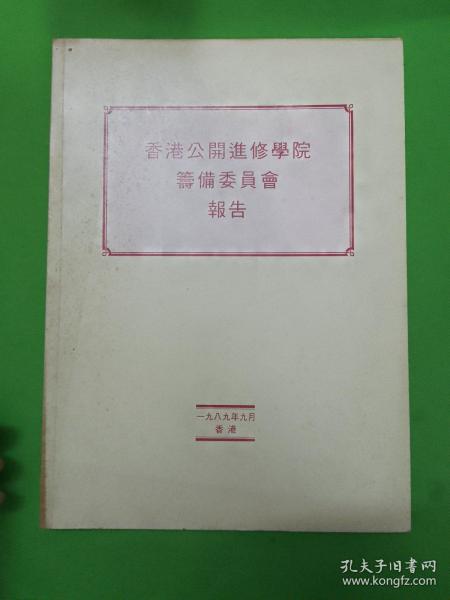 香港公開進修學院
籌備委員會
報告
一九八九年九月
香港
孔夫子旧书网
www.kongfz.com